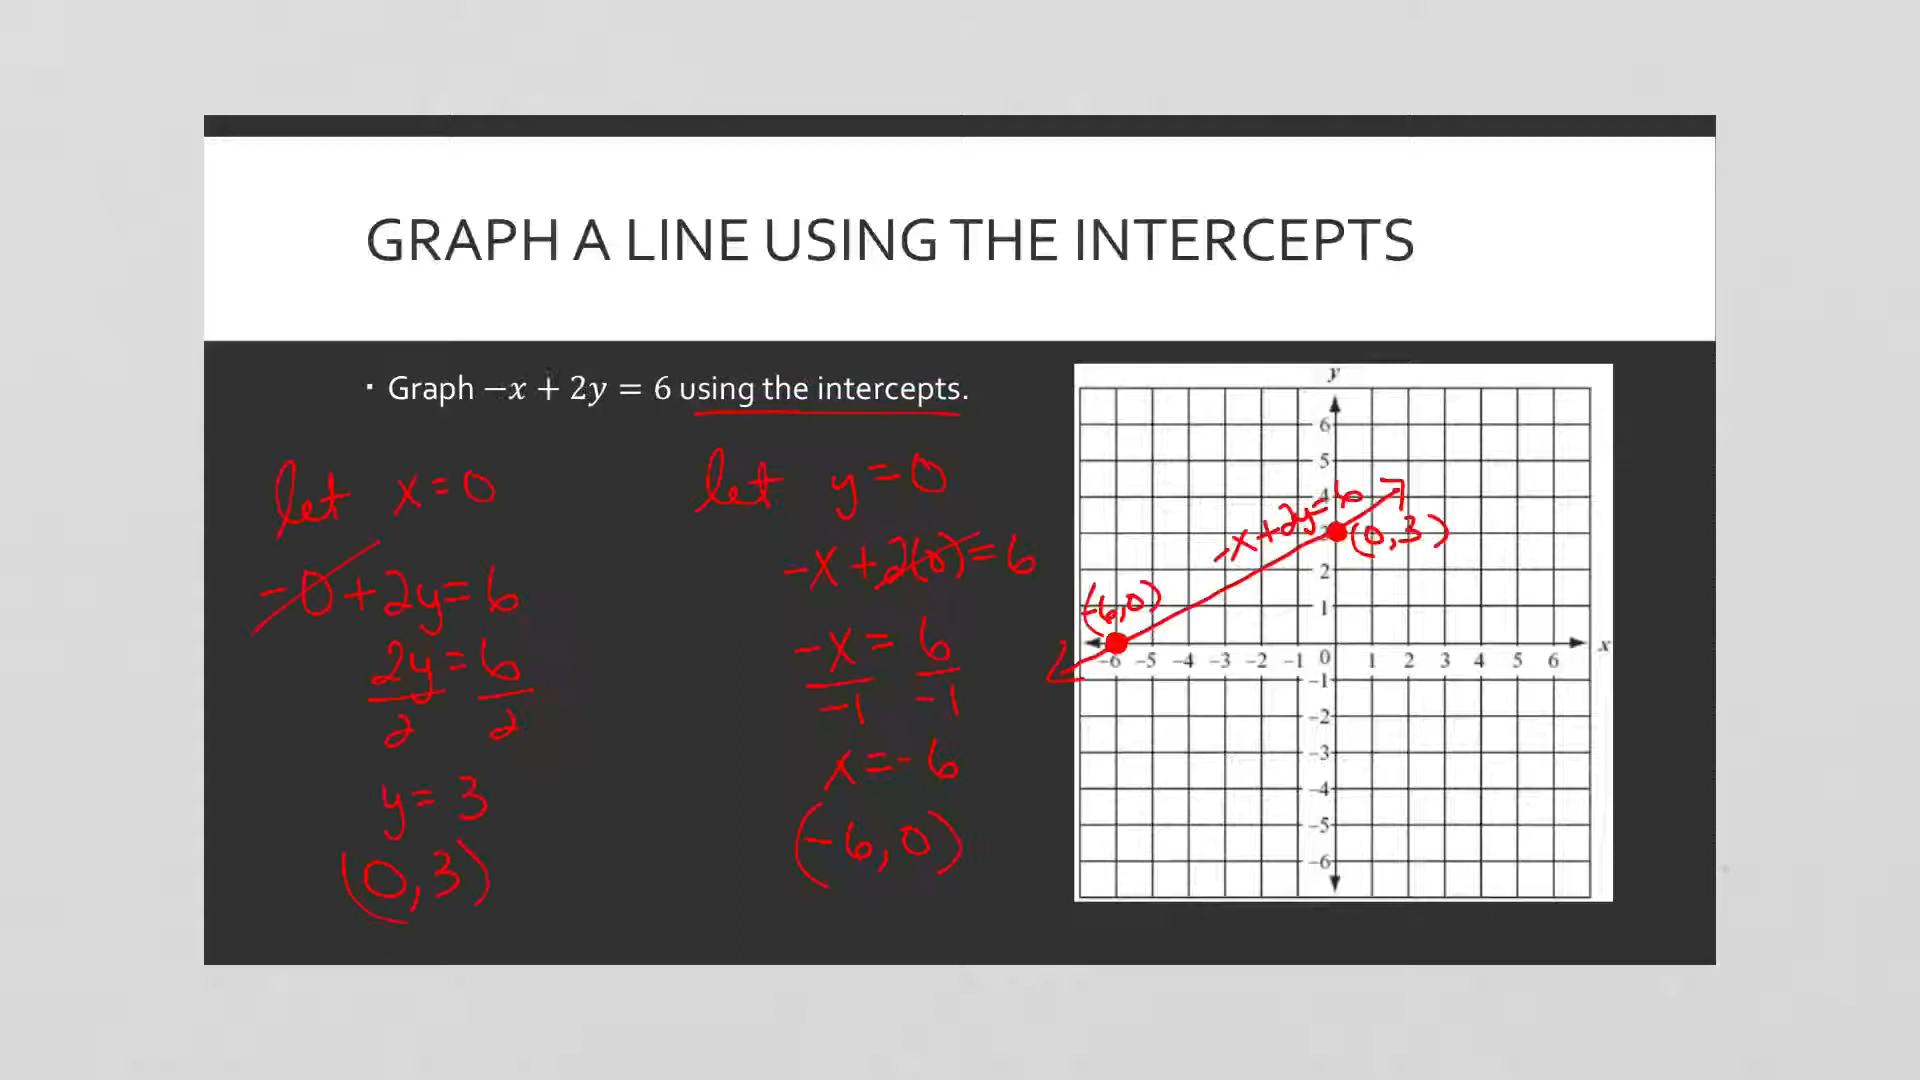 GRAPH A LINE USING THE INTERCEPTS
▪ Graph −x + 2y = 6 using the intercepts.
let x=0
-0+2y=6
2y=6
2 2
y=3
(0,3)
let y=0
-x+2(0)=6
-x=6
-1 -1
x=-6
(-6,0)
y
6
5
4
-x+2y=6
(0,3)
2
1
(-6,0)
x
−6 −5 −4 −3 −2 −1 0 1 2 3 4 5 6
−1
−2
−3
−4
−5
−6